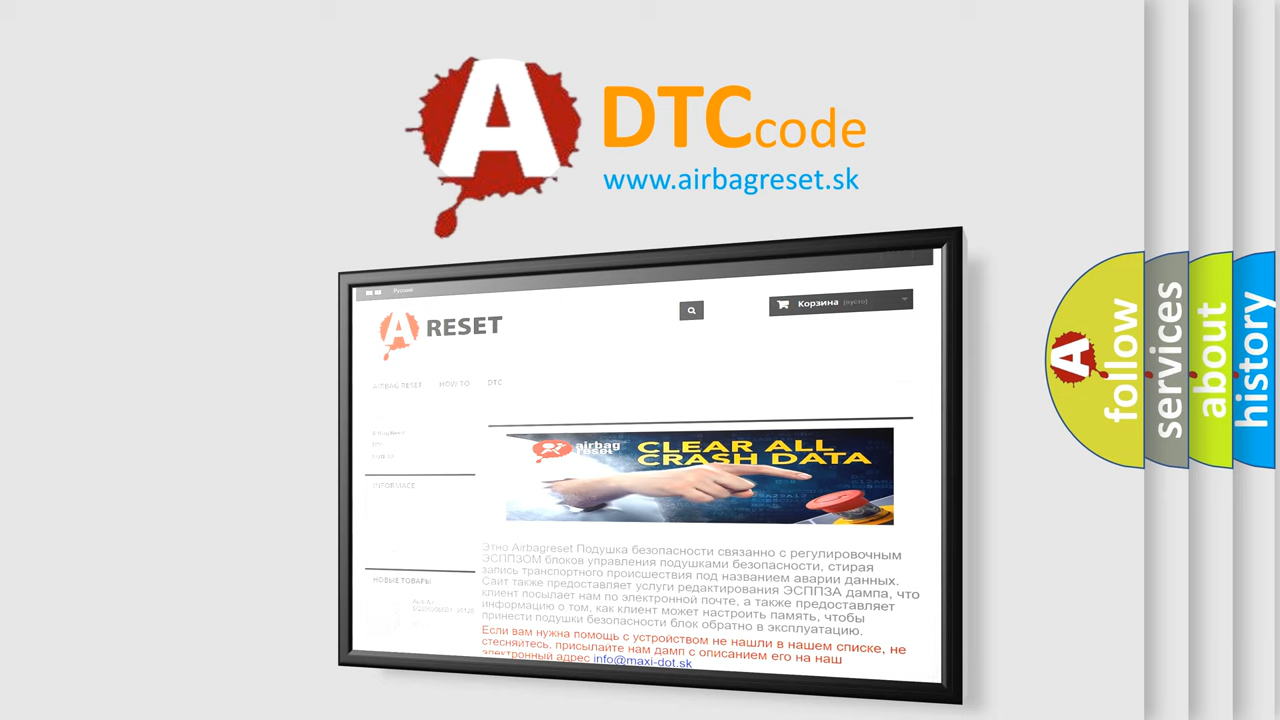 A DTCcode
www.airbagreset.sk
Русский
A RESET
Корзина (пусто)
AIRBAG RESET HOW TO DTC
INFORMACE
НОВЫЕ ТОВАРЫ
airbag
reset
CLEAR ALL
CRASH DATA
Этно Airbagreset Подушка безопасности связанно с регулировочным
ЭСППЗОМ блоков управления подушками безопасности, стирая
запись транспортного происшествия под названием аварии данных.
Сайт также предоставляет услуги редактирования ЭСППЗА дампа, что
клиент посылает нам по электронной почте, а также предоставляет
информацию о том, как клиент может настроить память, чтобы
принести подушки безопасности блок обратно в эксплуатацию.
Если вам нужна помощь с устройством не нашли в нашем списке, не
стесняйтесь, присылайте нам дамп с описанием его на наш
электронный адрес info@maxi-dot.sk
A
follow
services
about
history